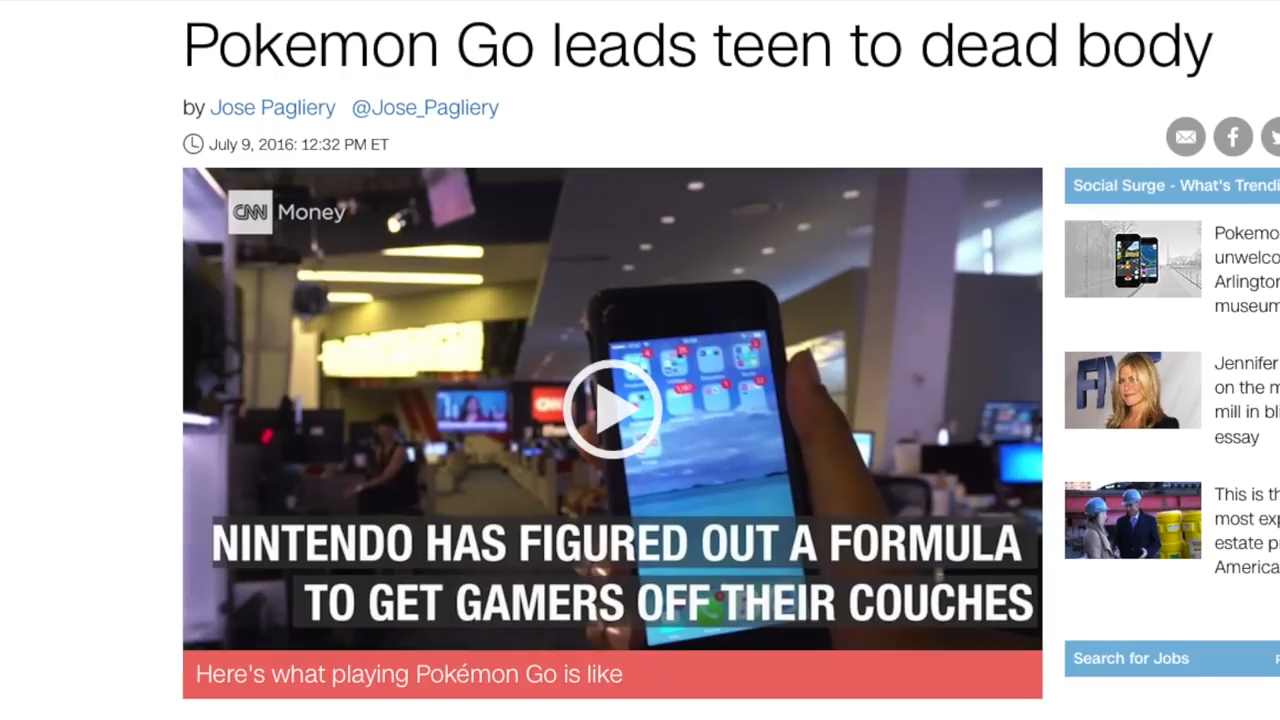 Pokemon Go leads teen to dead body
by Jose Pagliery @Jose_Pagliery
July 9, 2016: 12:32 PM ET
CNN Money
NINTENDO HAS FIGURED OUT A FORMULA
TO GET GAMERS OFF THEIR COUCHES
Here's what playing Pokémon Go is like
Social Surge - What's Trendi
Pokemo
unwelco
Arlington
museum
Jennifer
on the m
mill in bl
essay
This is th
most exp
estate p
America
Search for Jobs